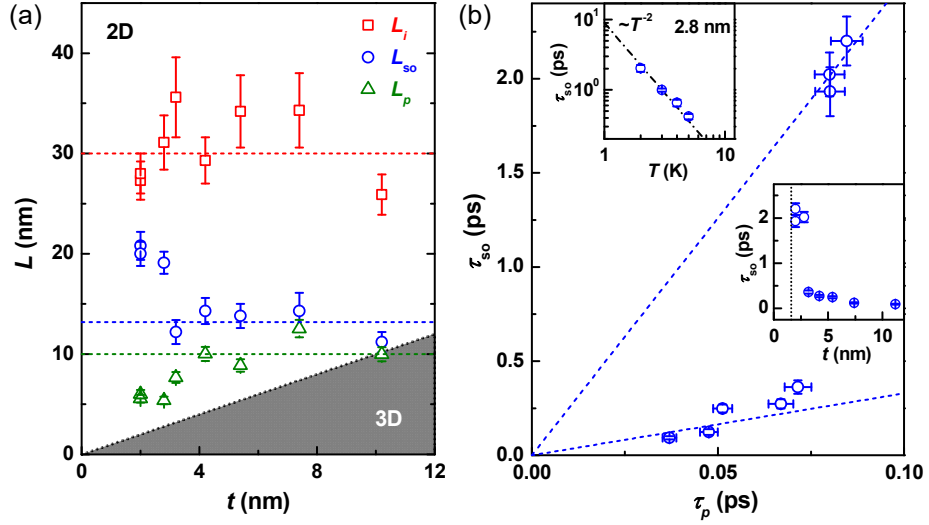 (a)
2D
L_i
L_so
L_p
40
30
20
10
0
L (nm)
3D
0 4 8 12
t (nm)
(b)
2.0
1.5
1.0
0.5
0.0
τ_so (ps)
0.00 0.05 0.10
τ_p (ps)
~T^-2
2.8 nm
10^1
10^0
τ_so (ps)
1 10
T (K)
2
1
0
τ_so (ps)
0 5 10
t (nm)